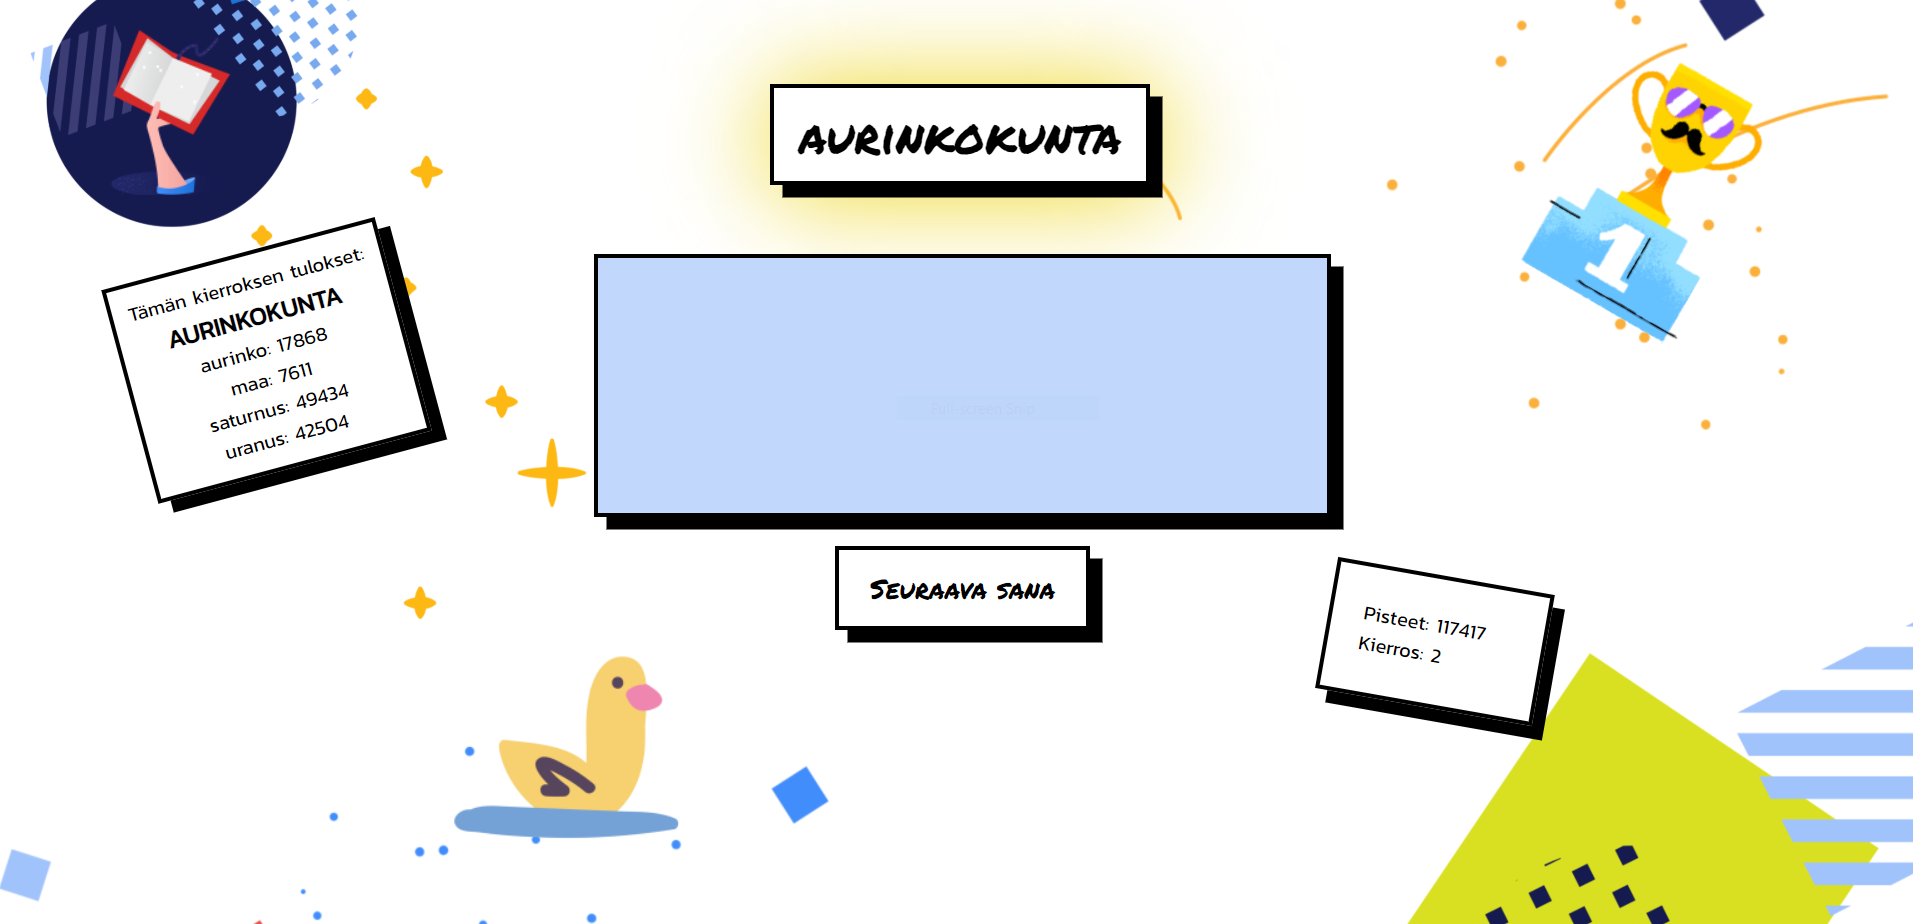 AURINKOKUNTA
Tämän kierroksen tulokset:
AURINKOKUNTA
aurinko: 17868
maa: 7611
saturnus: 49434
uranus: 42504
Full-screen Snip
1
Seuraava sana
Pisteet: 117417
Kierros: 2